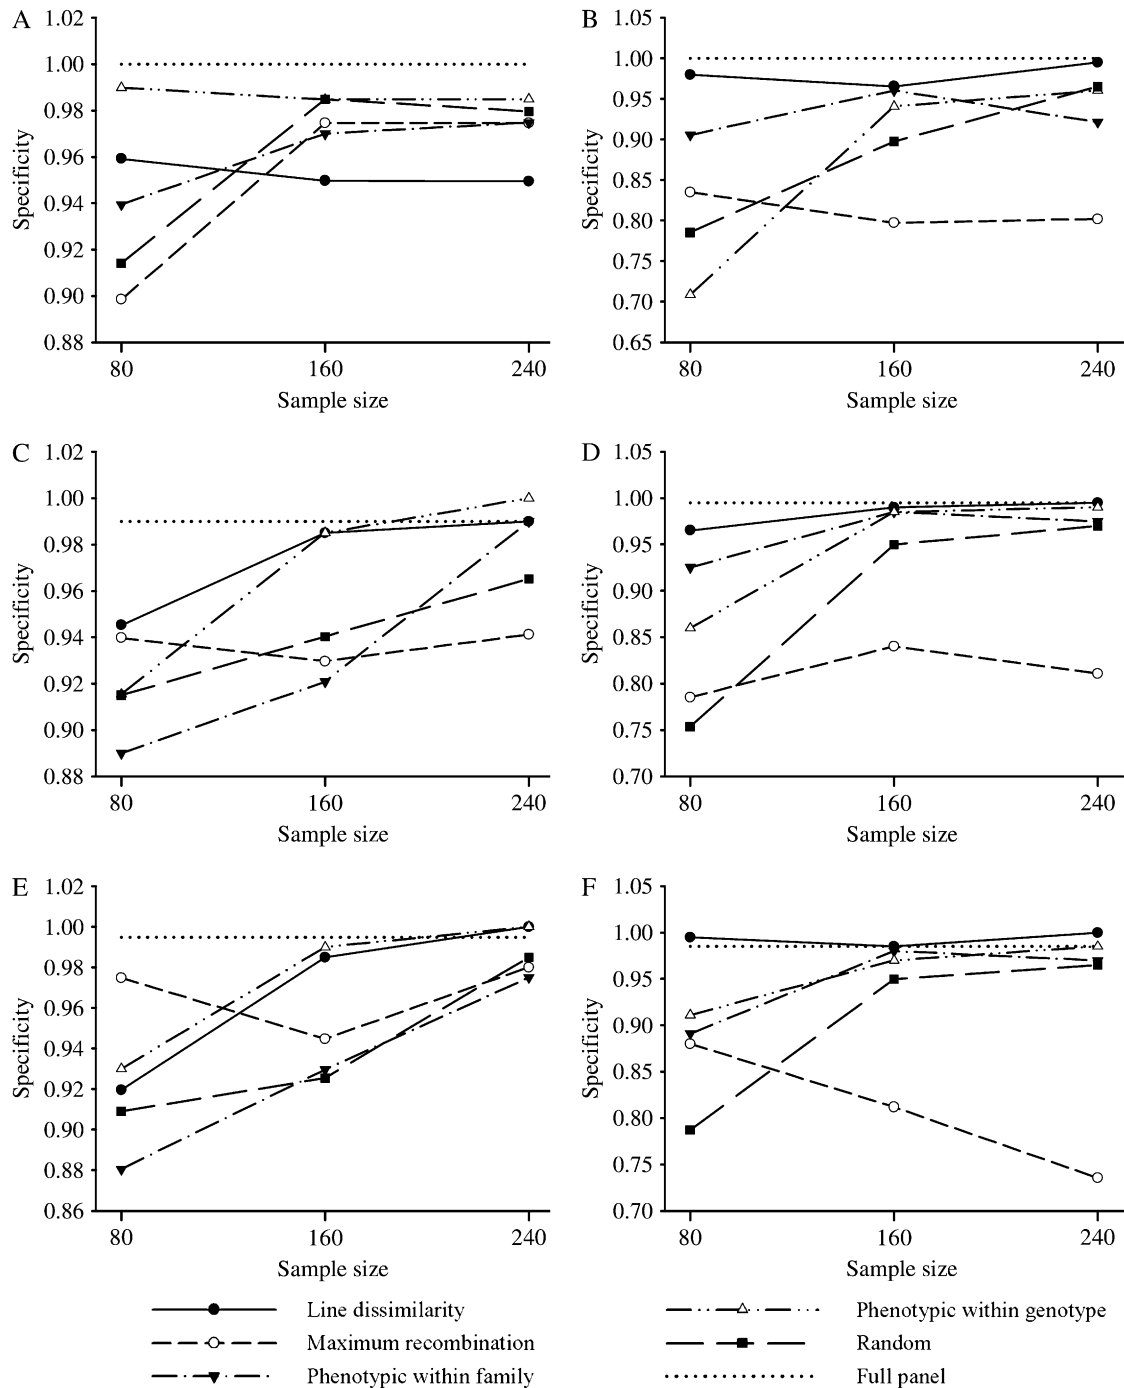 A
1.02
1.00
0.98
0.96
0.94
0.92
0.90
0.88
Specificity
80 160 240
Sample size
B
1.05
1.00
0.95
0.90
0.85
0.80
0.75
0.70
0.65
Specificity
80 160 240
Sample size
C
1.02
1.00
0.98
0.96
0.94
0.92
0.90
0.88
Specificity
80 160 240
Sample size
D
1.05
1.00
0.95
0.90
0.85
0.80
0.75
0.70
Specificity
80 160 240
Sample size
E
1.02
1.00
0.98
0.96
0.94
0.92
0.90
0.88
0.86
Specificity
80 160 240
Sample size
F
1.05
1.00
0.95
0.90
0.85
0.80
0.75
0.70
Specificity
80 160 240
Sample size
Line dissimilarity
Maximum recombination
Phenotypic within family
Phenotypic within genotype
Random
Full panel